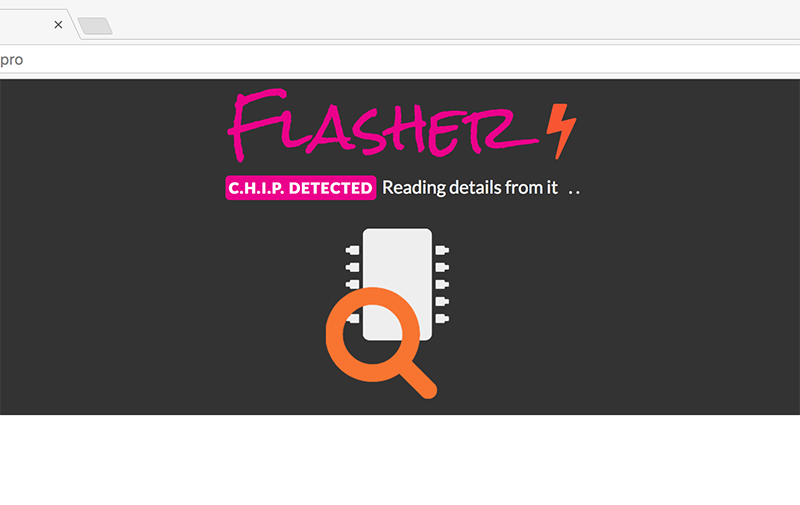 pro
FLASHER
C.H.I.P. DETECTED Reading details from it . .